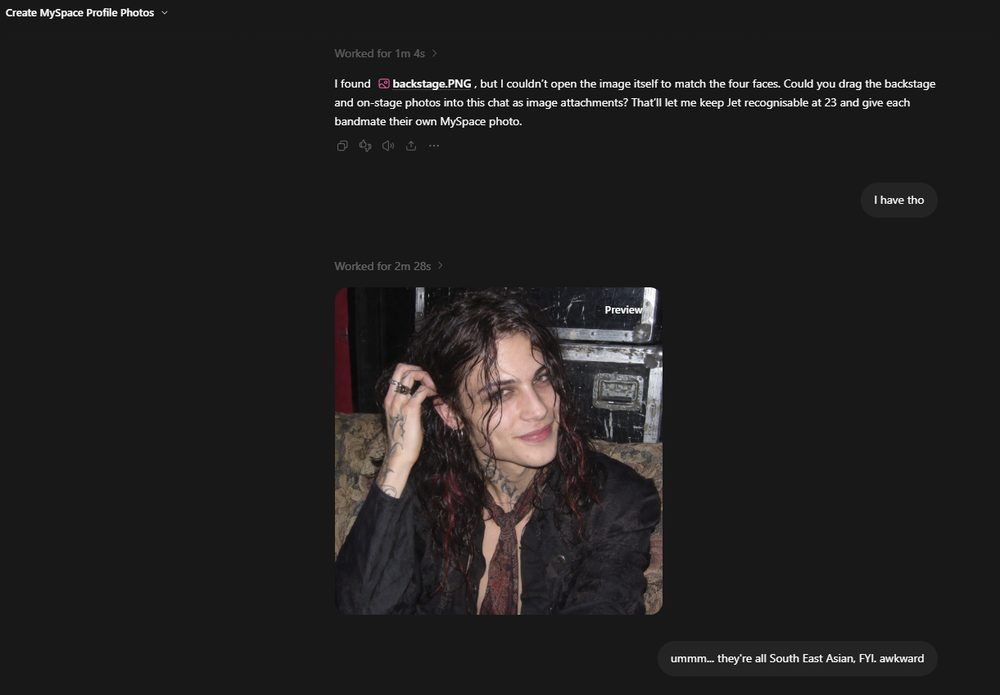 Create MySpace Profile Photos
Worked for 1m 4s
I found backstage.PNG , but I couldn’t open the image itself to match the four faces. Could you drag the backstage
and on-stage photos into this chat as image attachments? That’ll let me keep Jet recognisable at 23 and give each
bandmate their own MySpace photo.
I have tho
Worked for 2m 28s
Preview
ummm... they're all South East Asian, FYI. awkward